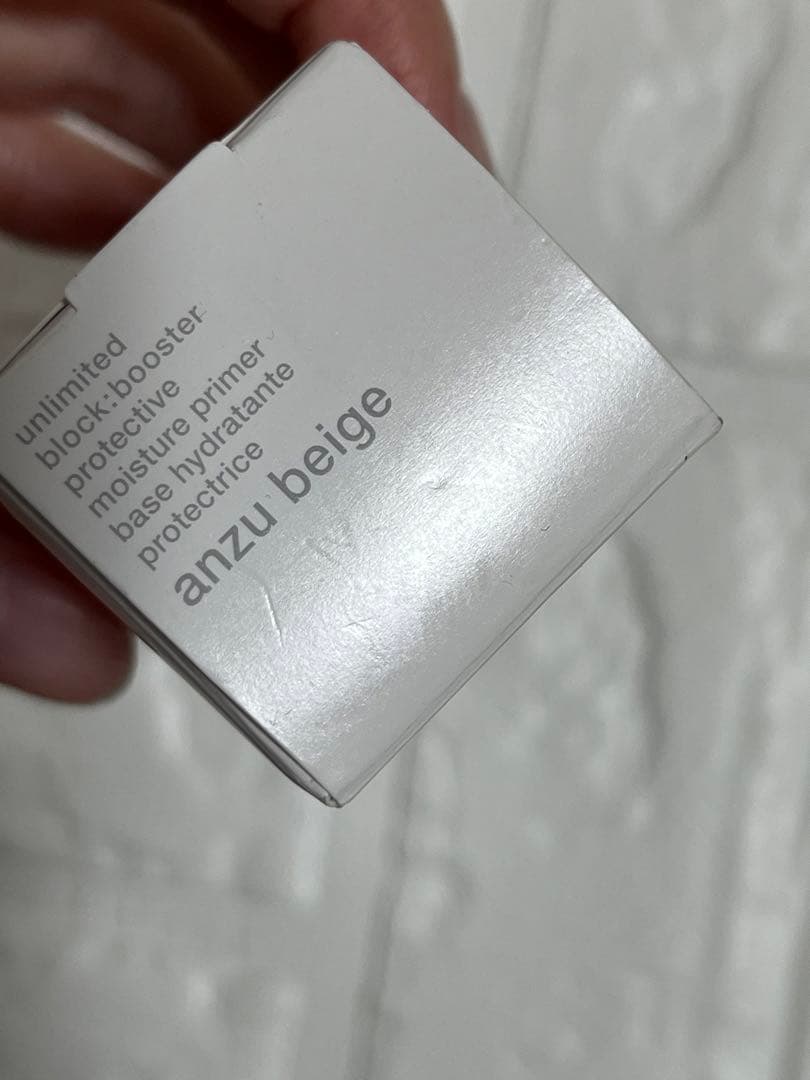 unlimited
block:booster
protective
moisture primer
base hydratante
protectrice
anzu beige